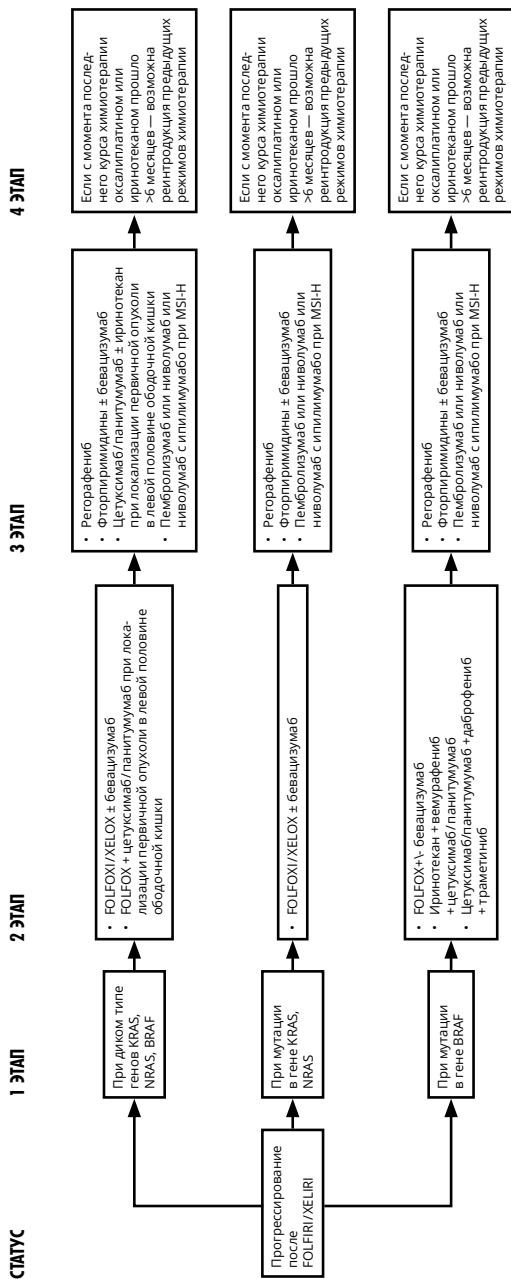 СТАТУС
1 ЭТАП
2 ЭТАП
3 ЭТАП
4 ЭТАП
Прогрессирование
после
FOLFIRI/XELIRI
При диком типе
генов KRAS,
NRAS, BRAF
• FOLFOXI/XELOX ± бевацизумаб
• FOLFOX + цетуксимаб/панитумумаб при лока-
лизации первичной опухоли в левой половине
ободочной кишки
• Регорафениб
• Фторпиримидины ± бевацизумаб
• Цетуксимаб/панитумумаб ± иринотекан
при локализации первичной опухоли
в левой половине ободочной кишки
• Пембролизумаб или ниволумаб или
ниволумаб с ипилимумабо при MSI-H
Если с момента послед-
него курса химиотерапии
оксалиплатином или
иринотеканом прошло
>6 месяцев — возможна
реинтродукция предыдущих
режимов химиотерапии
При мутации
в гене KRAS,
NRAS
• FOLFOXI/XELOX ± бевацизумаб
• Регорафениб
• Фторпиримидины ± бевацизумаб
• Пембролизумаб или ниволумаб или
ниволумаб с ипилимумабо при MSI-H
Если с момента послед-
него курса химиотерапии
оксалиплатином или
иринотеканом прошло
>6 месяцев — возможна
реинтродукция предыдущих
режимов химиотерапии
При мутации
в гене BRAF
• FOLFOX+\- бевацизумаб
• Иринотекан + вемурафениб
+ цетуксимаб/панитумумаб
• Цетуксимаб/панитумумаб +даброфениб
+ траметиниб
• Регорафениб
• Фторпиримидины ± бевацизумаб
• Пембролизумаб или ниволумаб или
ниволумаб с ипилимумабо при MSI-H
Если с момента послед-
него курса химиотерапии
оксалиплатином или
иринотеканом прошло
>6 месяцев — возможна
реинтродукция предыдущих
режимов химиотерапии